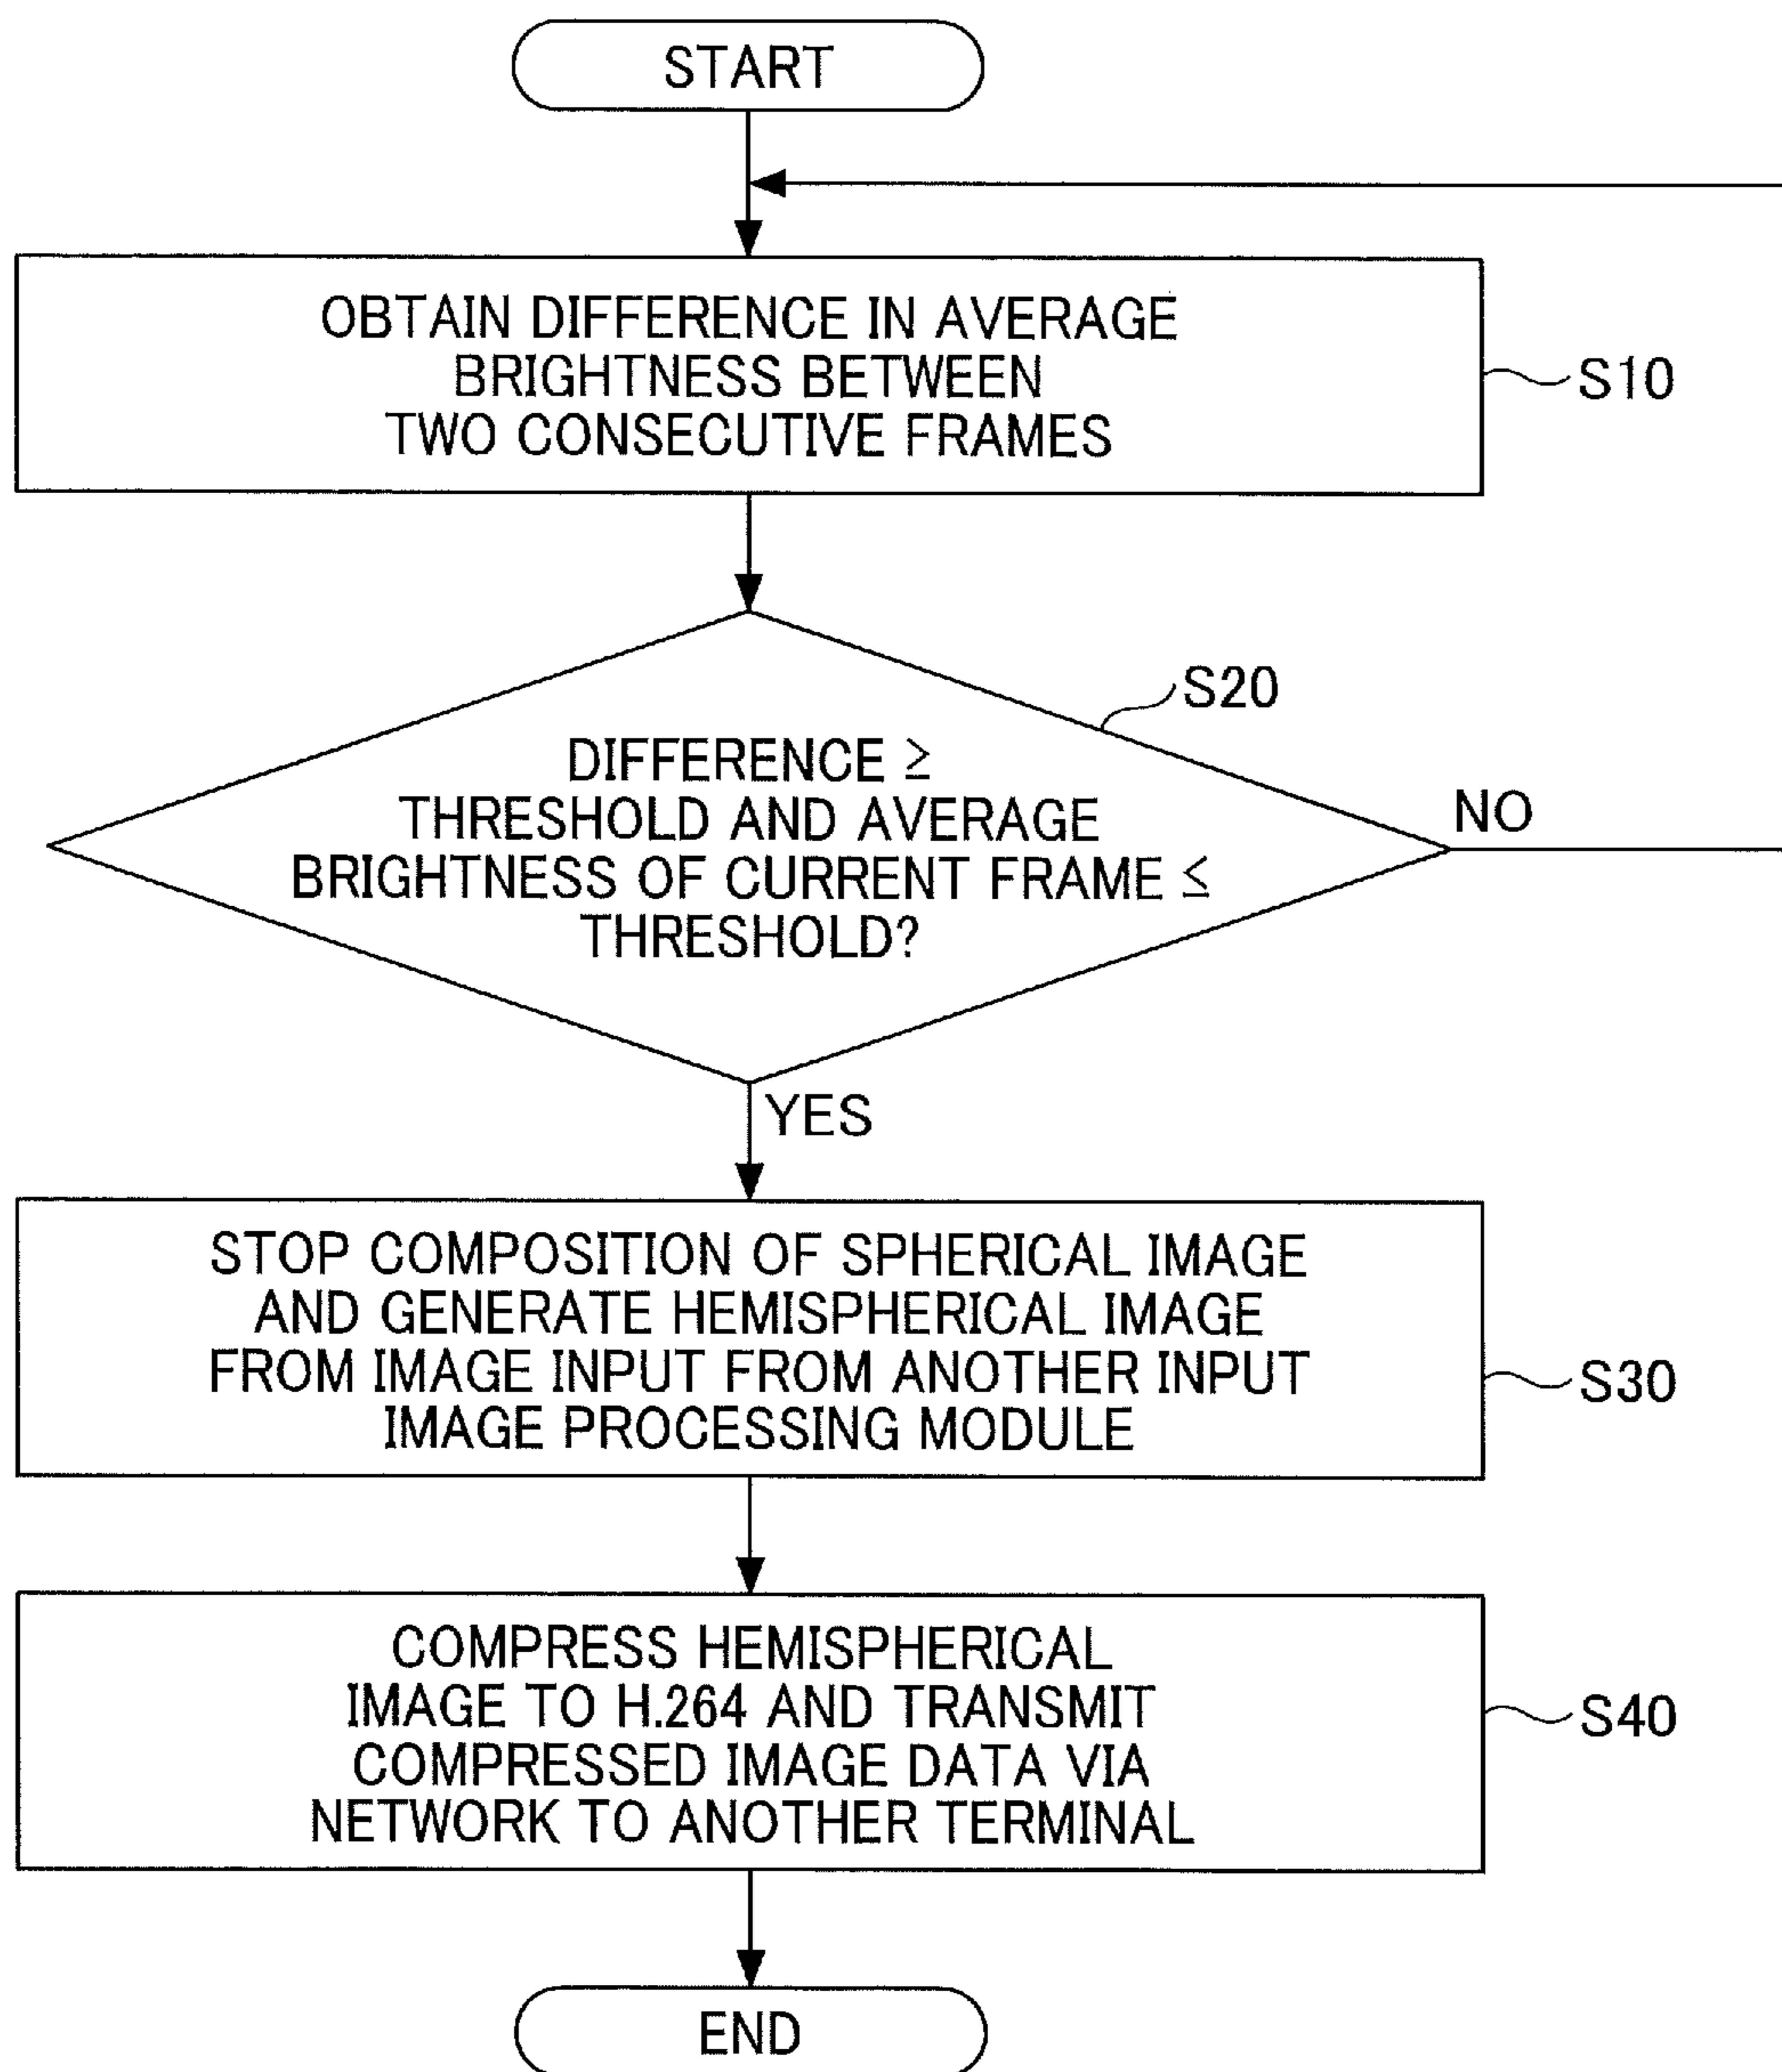 START
OBTAIN DIFFERENCE IN AVERAGE
BRIGHTNESS BETWEEN
TWO CONSECUTIVE FRAMES
S10
S20
DIFFERENCE ≥
THRESHOLD AND AVERAGE
BRIGHTNESS OF CURRENT FRAME ≤
THRESHOLD?
NO
YES
STOP COMPOSITION OF SPHERICAL IMAGE
AND GENERATE HEMISPHERICAL IMAGE
FROM IMAGE INPUT FROM ANOTHER INPUT
IMAGE PROCESSING MODULE
S30
COMPRESS HEMISPHERICAL
IMAGE TO H.264 AND TRANSMIT
COMPRESSED IMAGE DATA VIA
NETWORK TO ANOTHER TERMINAL
S40
END